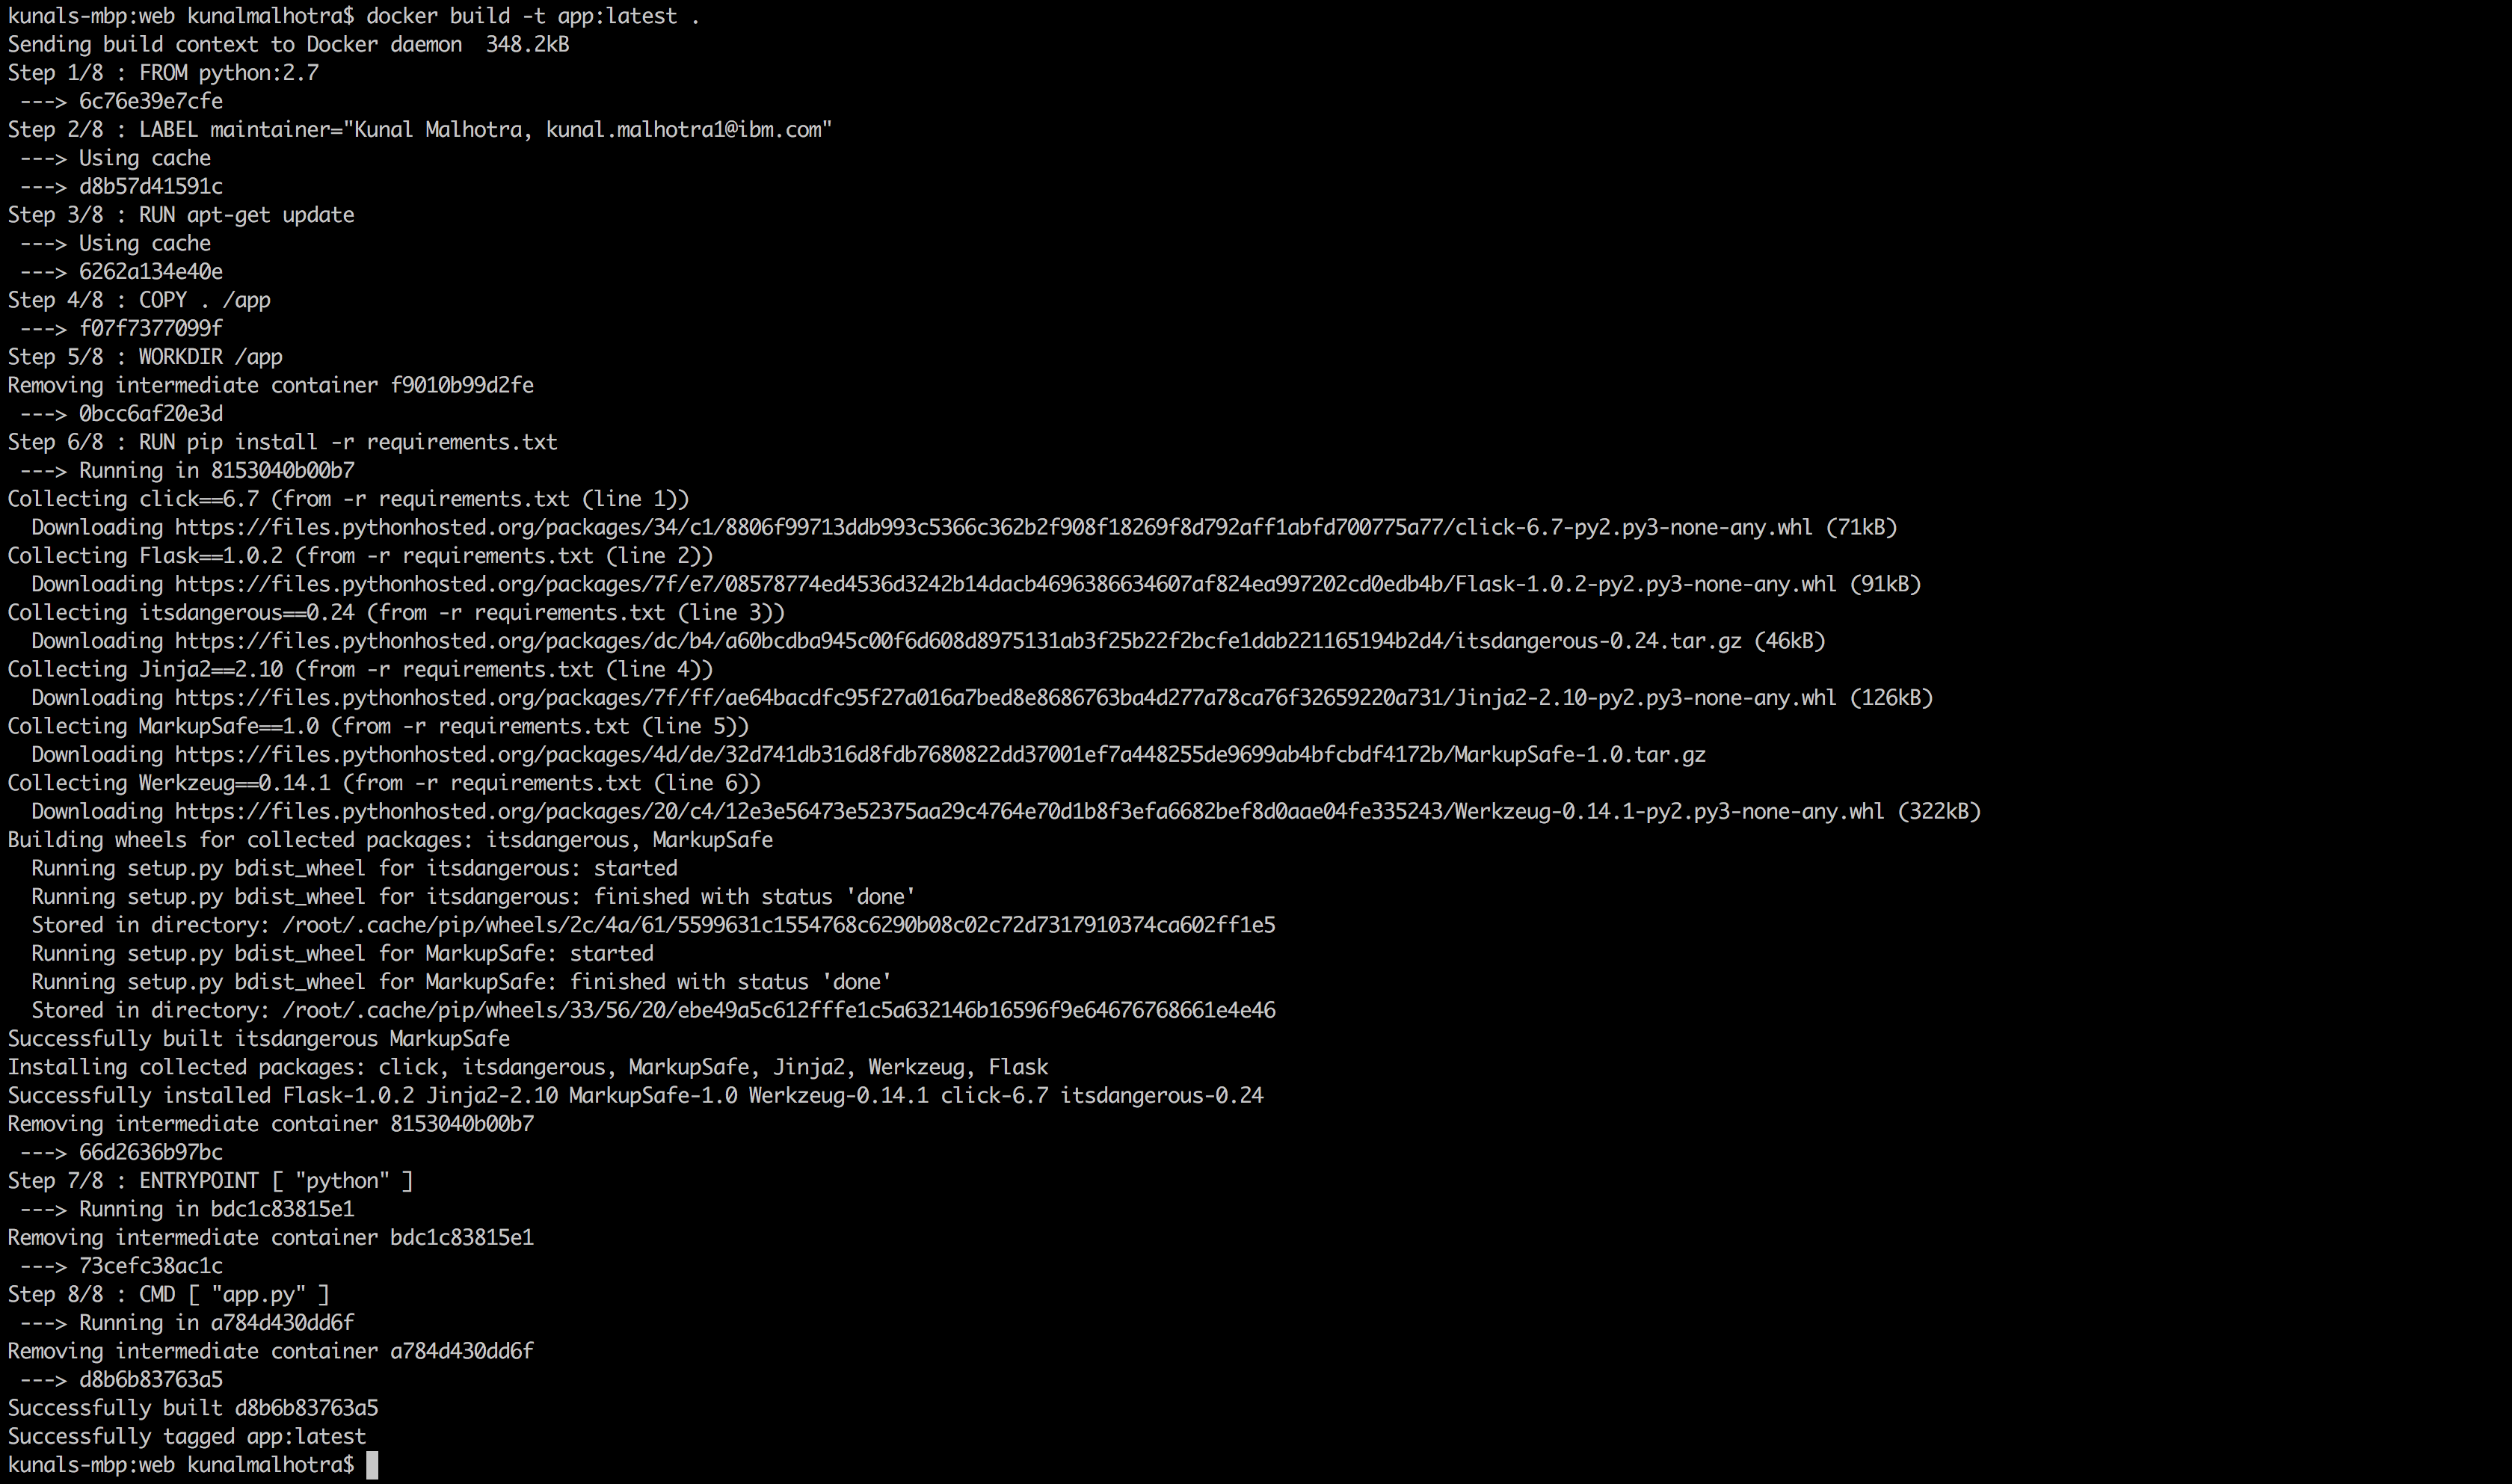 kunals-mbp:web kunalmalhotra$ docker build -t app:latest .
Sending build context to Docker daemon  348.2kB
Step 1/8 : FROM python:2.7
 ---> 6c76e39e7cfe
Step 2/8 : LABEL maintainer="Kunal Malhotra, kunal.malhotra1@ibm.com"
 ---> Using cache
 ---> d8b57d41591c
Step 3/8 : RUN apt-get update
 ---> Using cache
 ---> 6262a134e40e
Step 4/8 : COPY . /app
 ---> f07f7377099f
Step 5/8 : WORKDIR /app
Removing intermediate container f9010b99d2fe
 ---> 0bcc6af20e3d
Step 6/8 : RUN pip install -r requirements.txt
 ---> Running in 8153040b00b7
Collecting click==6.7 (from -r requirements.txt (line 1))
  Downloading https://files.pythonhosted.org/packages/34/c1/8806f99713ddb993c5366c362b2f908f18269f8d792aff1abfd700775a77/click-6.7-py2.py3-none-any.whl (71kB)
Collecting Flask==1.0.2 (from -r requirements.txt (line 2))
  Downloading https://files.pythonhosted.org/packages/7f/e7/08578774ed4536d3242b14dacb4696386634607af824ea997202cd0edb4b/Flask-1.0.2-py2.py3-none-any.whl (91kB)
Collecting itsdangerous==0.24 (from -r requirements.txt (line 3))
  Downloading https://files.pythonhosted.org/packages/dc/b4/a60bcdba945c00f6d608d8975131ab3f25b22f2bcfe1dab221165194b2d4/itsdangerous-0.24.tar.gz (46kB)
Collecting Jinja2==2.10 (from -r requirements.txt (line 4))
  Downloading https://files.pythonhosted.org/packages/7f/ff/ae64bacdfc95f27a016a7bed8e8686763ba4d277a78ca76f32659220a731/Jinja2-2.10-py2.py3-none-any.whl (126kB)
Collecting MarkupSafe==1.0 (from -r requirements.txt (line 5))
  Downloading https://files.pythonhosted.org/packages/4d/de/32d741db316d8fdb7680822dd37001ef7a448255de9699ab4bfcbdf4172b/MarkupSafe-1.0.tar.gz
Collecting Werkzeug==0.14.1 (from -r requirements.txt (line 6))
  Downloading https://files.pythonhosted.org/packages/20/c4/12e3e56473e52375aa29c4764e70d1b8f3efa6682bef8d0aae04fe335243/Werkzeug-0.14.1-py2.py3-none-any.whl (322kB)
Building wheels for collected packages: itsdangerous, MarkupSafe
  Running setup.py bdist_wheel for itsdangerous: started
  Running setup.py bdist_wheel for itsdangerous: finished with status 'done'
  Stored in directory: /root/.cache/pip/wheels/2c/4a/61/5599631c1554768c6290b08c02c72d7317910374ca602ff1e5
  Running setup.py bdist_wheel for MarkupSafe: started
  Running setup.py bdist_wheel for MarkupSafe: finished with status 'done'
  Stored in directory: /root/.cache/pip/wheels/33/56/20/ebe49a5c612fffe1c5a632146b16596f9e64676768661e4e46
Successfully built itsdangerous MarkupSafe
Installing collected packages: click, itsdangerous, MarkupSafe, Jinja2, Werkzeug, Flask
Successfully installed Flask-1.0.2 Jinja2-2.10 MarkupSafe-1.0 Werkzeug-0.14.1 click-6.7 itsdangerous-0.24
Removing intermediate container 8153040b00b7
 ---> 66d2636b97bc
Step 7/8 : ENTRYPOINT [ "python" ]
 ---> Running in bdc1c83815e1
Removing intermediate container bdc1c83815e1
 ---> 73cefc38ac1c
Step 8/8 : CMD [ "app.py" ]
 ---> Running in a784d430dd6f
Removing intermediate container a784d430dd6f
 ---> d8b6b83763a5
Successfully built d8b6b83763a5
Successfully tagged app:latest
kunals-mbp:web kunalmalhotra$